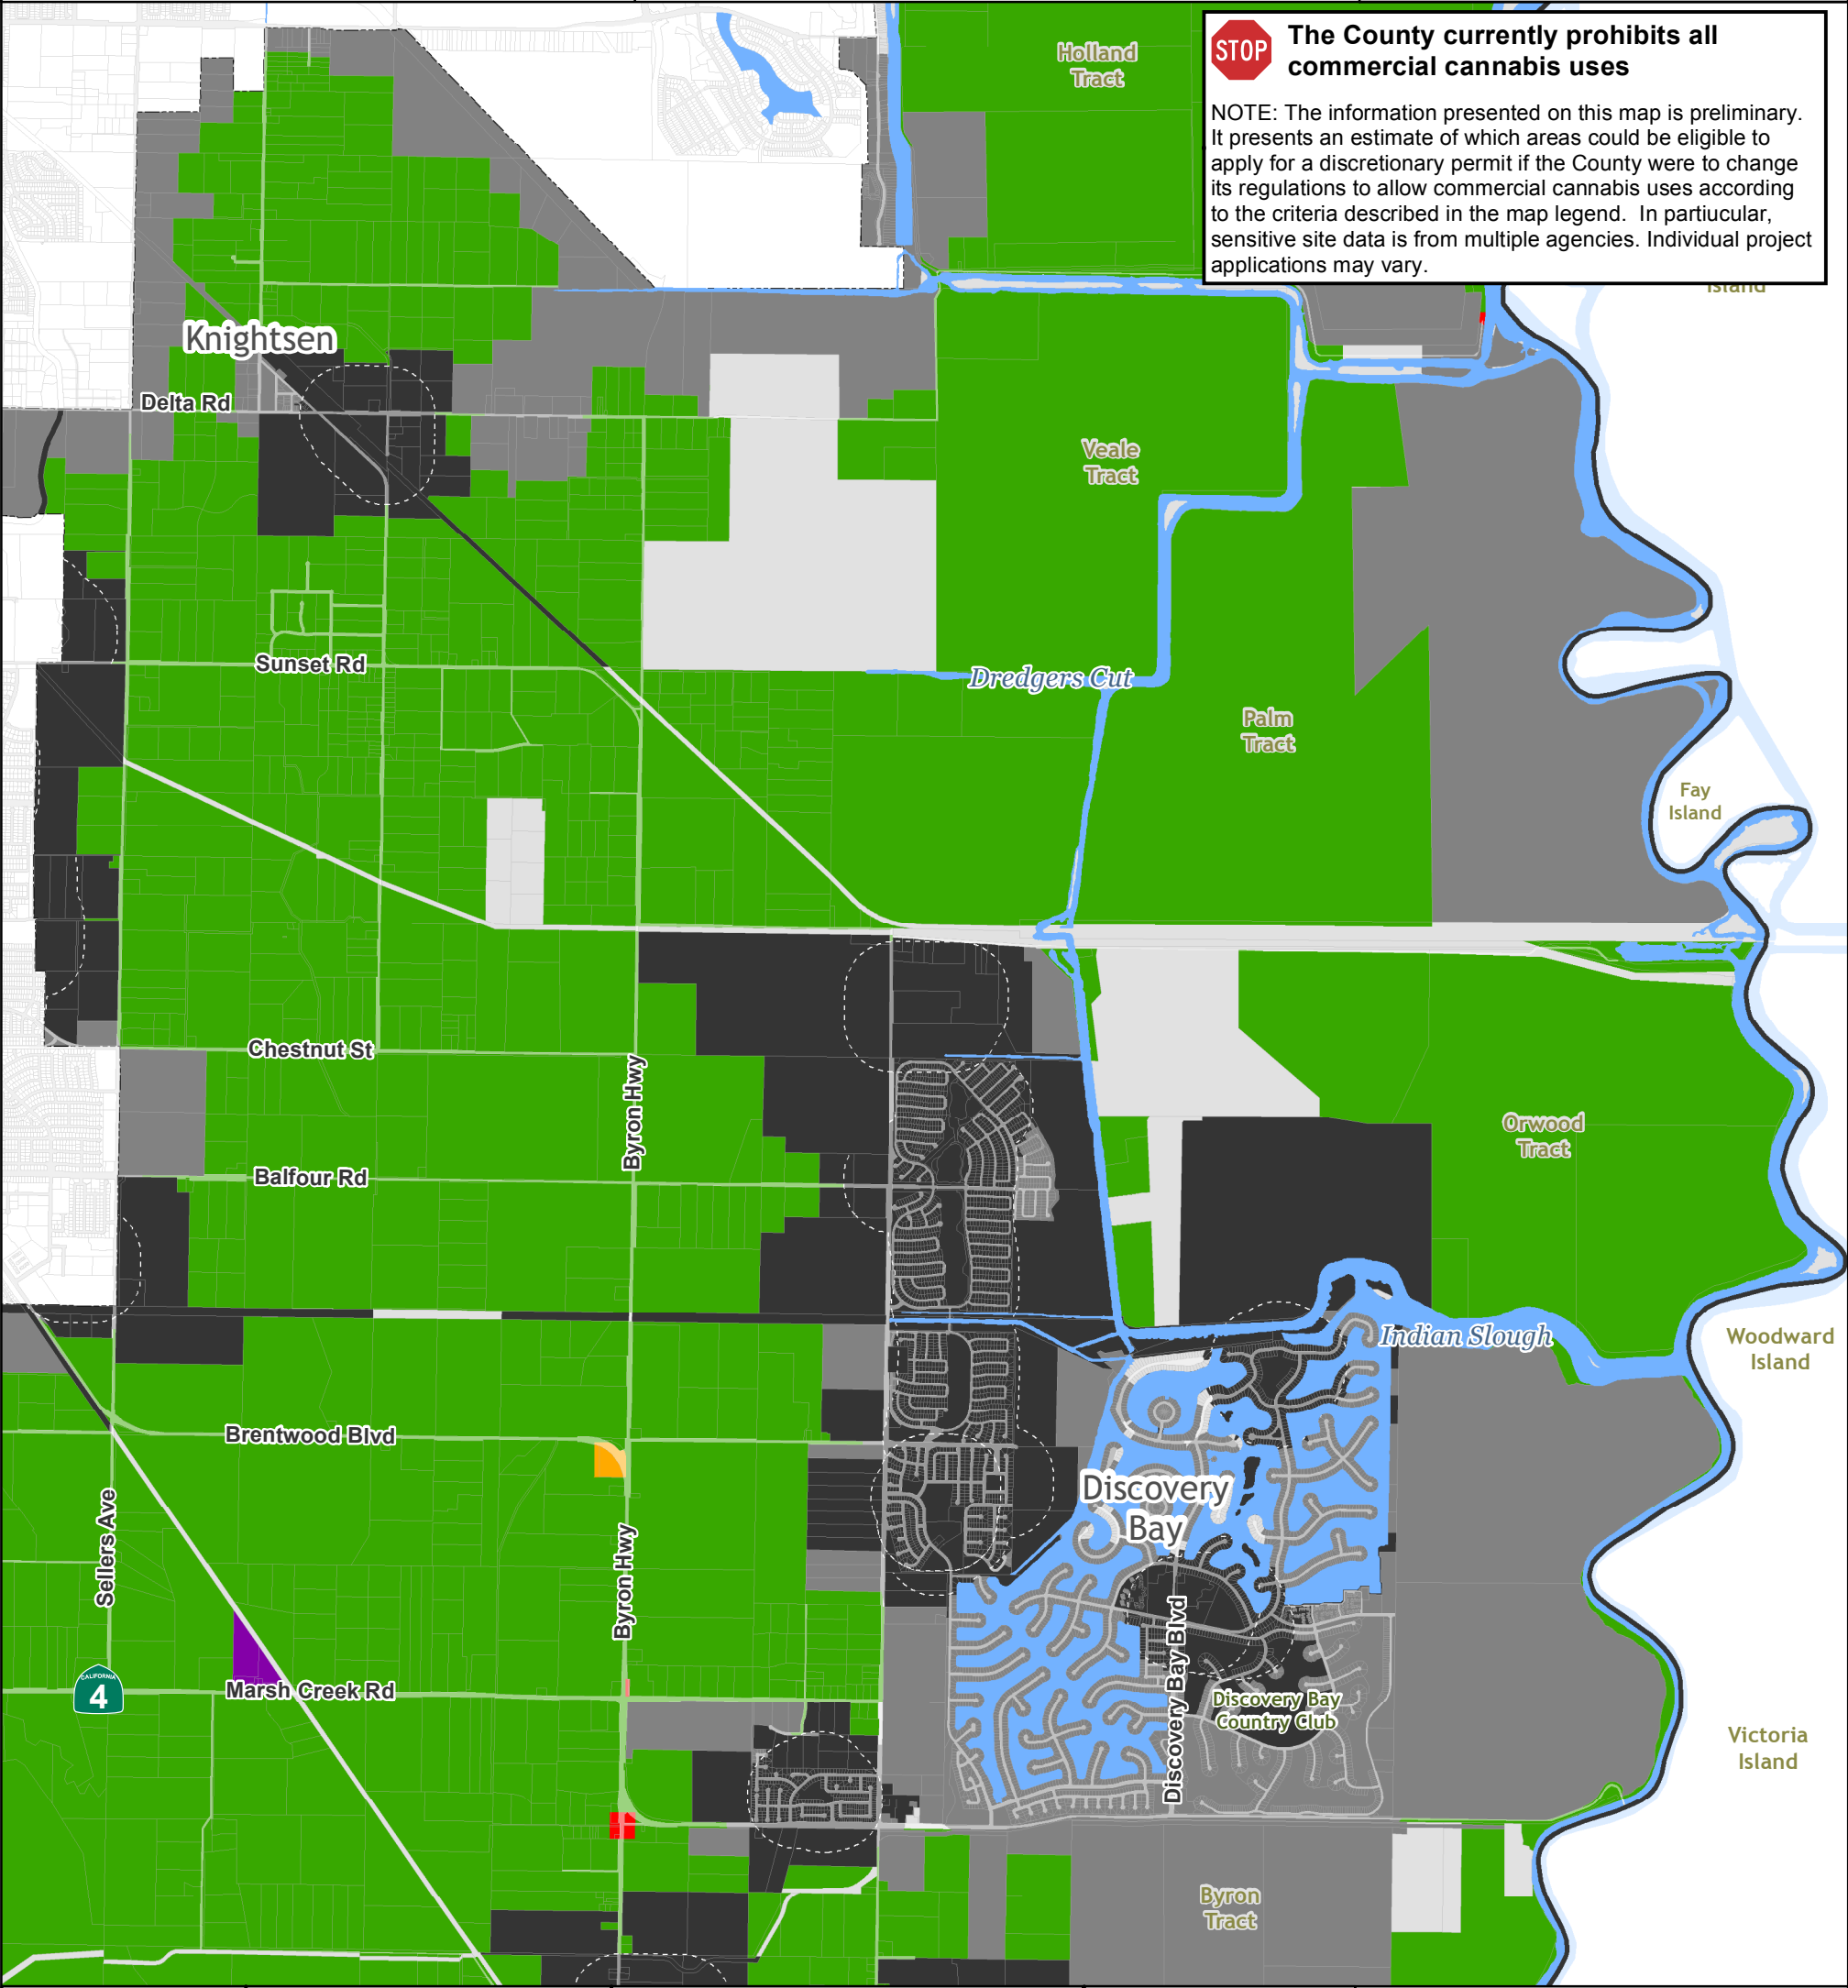 STOP
The County currently prohibits all
commercial cannabis uses
NOTE: The information presented on this map is preliminary.
It presents an estimate of which areas could be eligible to
apply for a discretionary permit if the County were to change
its regulations to allow commercial cannabis uses according
to the criteria described in the map legend. In partiucular,
sensitive site data is from multiple agencies. Individual project
applications may vary.
Holland
Tract
Island
Knightsen
Delta Rd
Veale
Tract
Sunset Rd
Dredgers Cut
Palm
Tract
Fay
Island
Chestnut St
Byron Hwy
Orwood
Tract
Balfour Rd
Indian Slough
Woodward
Island
Brentwood Blvd
Discovery
Bay
Sellers Ave
Byron Hwy
Discovery Bay Blvd
CALIFORNIA
4
Marsh Creek Rd
Discovery Bay
Country Club
Victoria
Island
Byron
Tract